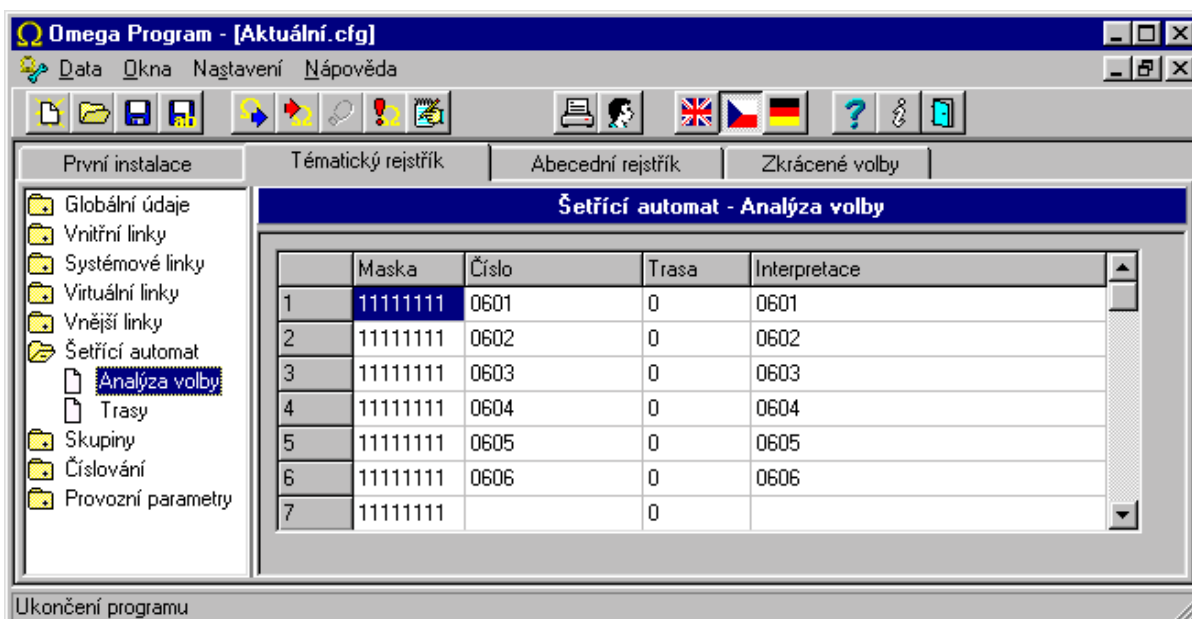 Omega Program - [Aktuální.cfg]
Data Okna Nastavení Nápověda
První instalace Tématický rejstřík Abecední rejstřík Zkrácené volby
Globální údaje
Vnitřní linky
Systémové linky
Virtuální linky
Vnější linky
Šetřící automat
Analýza volby
Trasy
Skupiny
Číslování
Provozní parametry
Šetřící automat - Analýza volby
Maska Číslo Trasa Interpretace
1 11111111 0601 0 0601
2 11111111 0602 0 0602
3 11111111 0603 0 0603
4 11111111 0604 0 0604
5 11111111 0605 0 0605
6 11111111 0606 0 0606
7 11111111 0
Ukončení programu